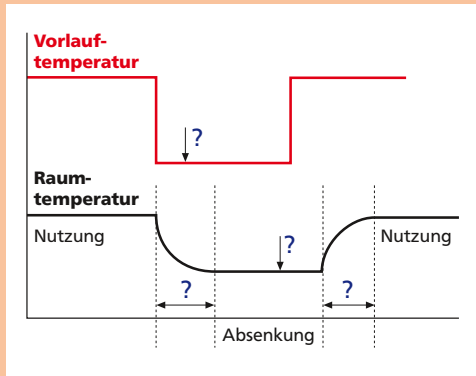 Vorlauf-
temperatur
?
Raum-
temperatur
Nutzung
?
Nutzung
?
?
Absenkung